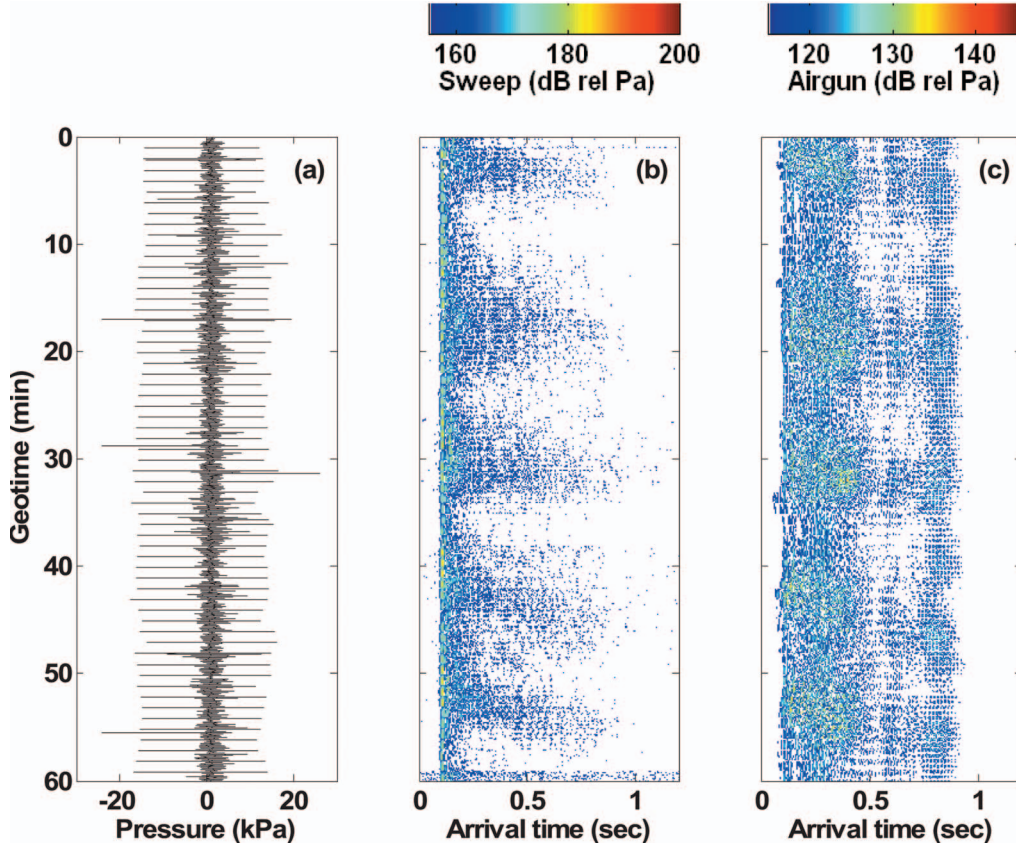 160 180 200 120 130 140
Sweep (dB rel Pa) Airgun (dB rel Pa)
0 (a) (b) (c)
10
20
30
40
50
60
Geotime (min)
-20 0 20 0 0.5 1 0 0.5 1
Pressure (kPa) Arrival time (sec) Arrival time (sec)